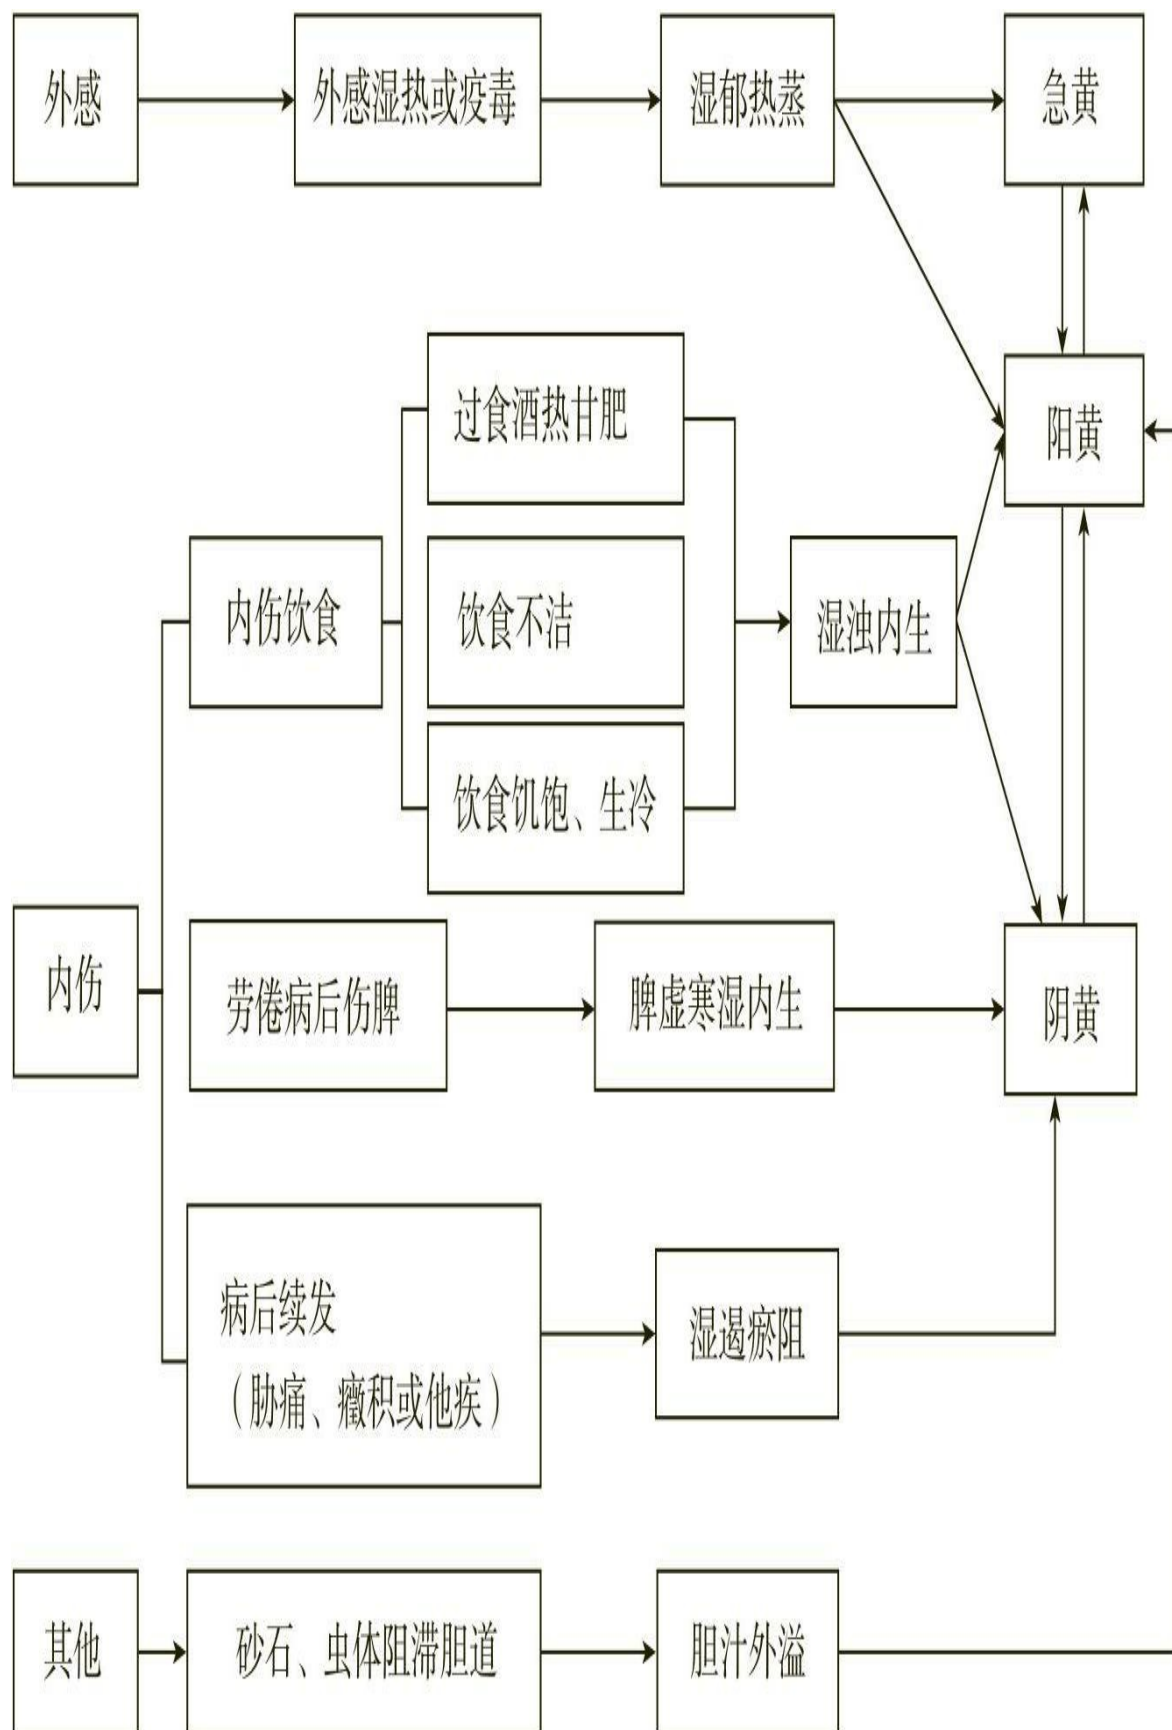 外感
外感湿热或疫毒
湿郁热蒸
急黄
过食酒热甘肥
阳黄
内伤饮食
饮食不洁
湿浊内生
饮食饥饱、生冷
内伤
劳倦病后伤脾
脾虚寒湿内生
阴黄
病后续发
（胁痛、癥积或他疾）
湿遏瘀阻
其他
砂石、虫体阻滞胆道
胆汁外溢